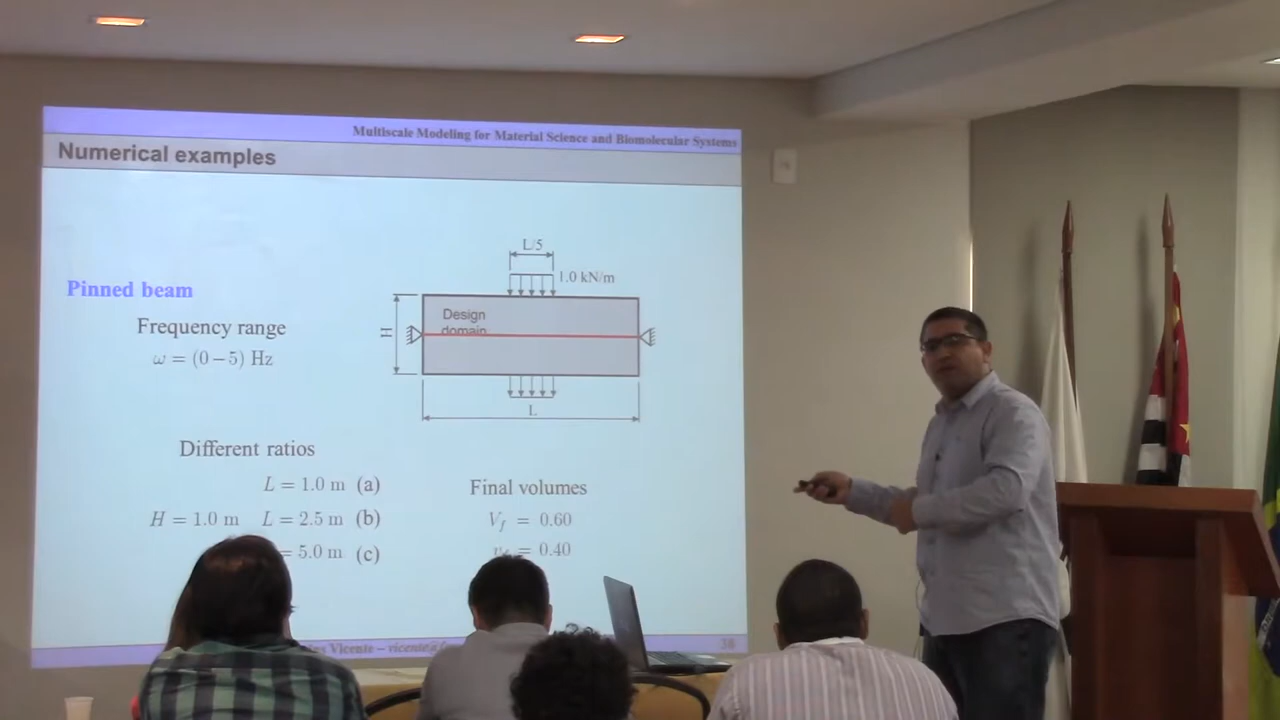 Multiscale Modeling for Material Science and Biomolecular Systems
Numerical examples
L/5
1.0 kN/m
Pinned beam
Design
domain
H
Frequency range
ω = (0 – 5) Hz
L
Different ratios
L = 1.0 m (a)
Final volumes
H = 1.0 m L = 2.5 m (b)
V_f = 0.60
= 5.0 m (c)
= 0.40
Vicente –
38